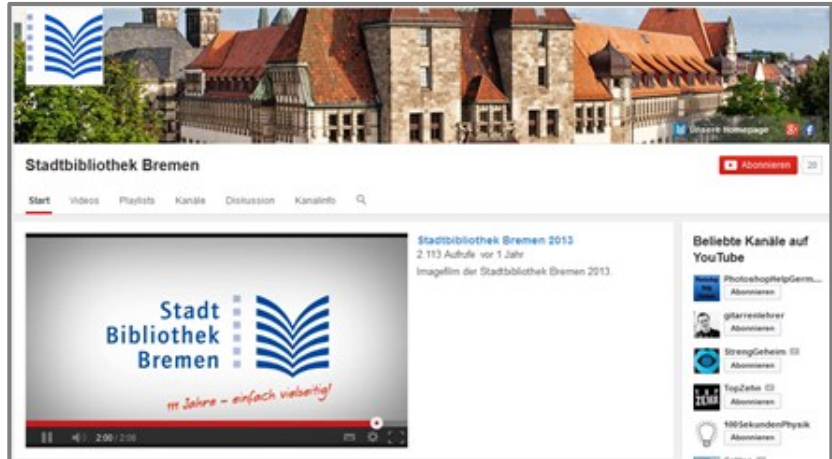 Unsere Homepage
Stadtbibliothek Bremen
Abonnieren 20
Start Videos Playlists Kanäle Diskussion Kanalinfo
Stadt
Bibliothek
Bremen
111 Jahre – einfach vielseitig!
2:00 / 2:08
Stadtbibliothek Bremen 2013
2.113 Aufrufe vor 1 Jahr
Imagefilm der Stadtbibliothek Bremen 2013.
Beliebte Kanäle auf
YouTube
PhotoshopHelpGerm...
Abonnieren
gitarrenlehrer
Abonnieren
StrengGeheim
Abonnieren
TopZehn
Abonnieren
100SekundenPhysik
Abonnieren